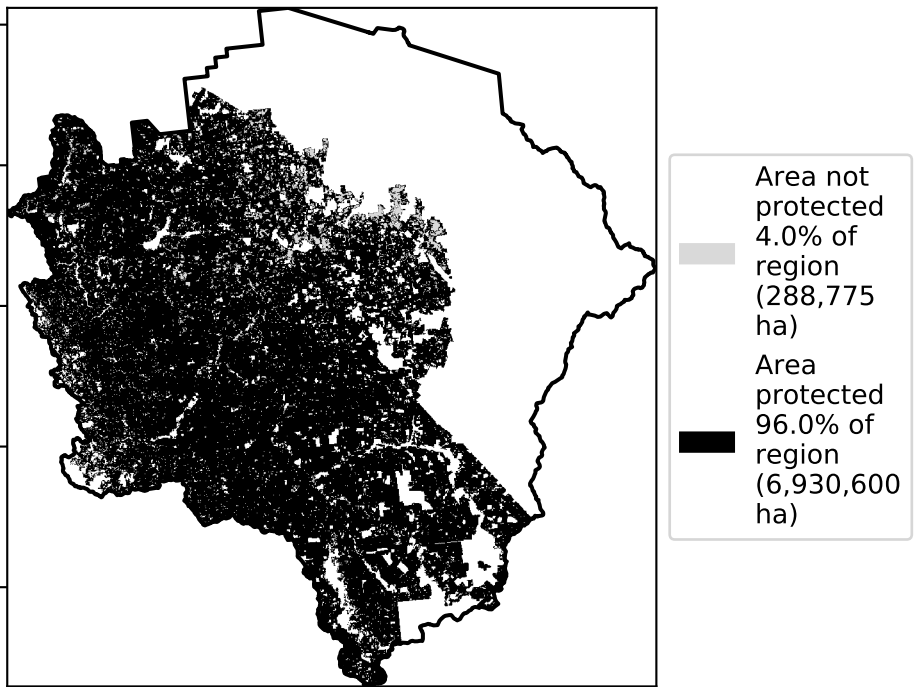 Area not
protected
4.0% of
region
(288,775
ha)
Area
protected
96.0% of
region
(6,930,600
ha)